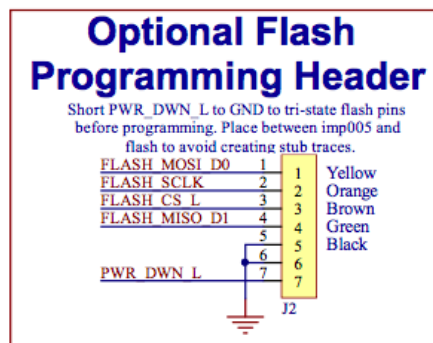 Optional Flash
Programming Header
Short PWR_DWN_L to GND to tri-state flash pins
before programming. Place between imp005 and
flash to avoid creating stub traces.
FLASH_MOSI_D0 1 1 Yellow
FLASH_SCLK 2 2 Orange
FLASH_CS_L 3 3 Brown
FLASH_MISO_D1 4 4 Green
5 5 Black
6 6
PWR_DWN_L 7 7
J2